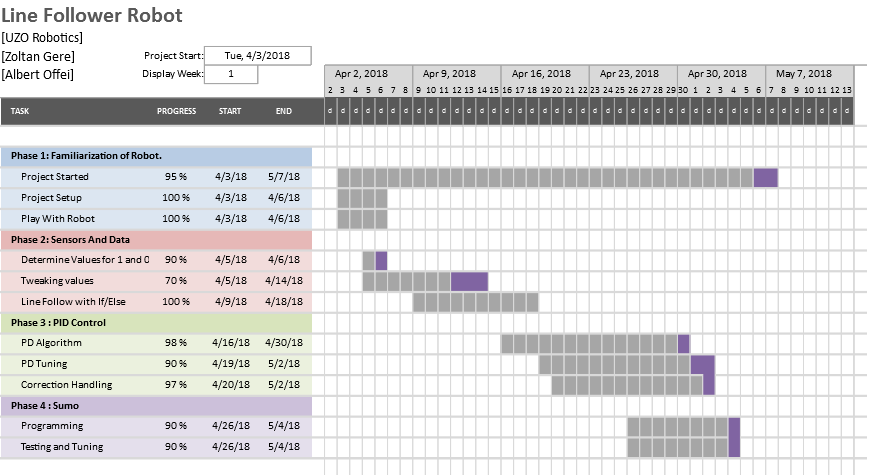 Line Follower Robot
[UZO Robotics]
[Zoltan Gere] Project Start: Tue, 4/3/2018
[Albert Offei] Display Week: 1
Apr 2, 2018 Apr 9, 2018 Apr 16, 2018 Apr 23, 2018 Apr 30, 2018 May 7, 2018
2 3 4 5 6 7 8 9 10 11 12 13 14 15 16 17 18 19 20 21 22 23 24 25 26 27 28 29 30 1 2 3 4 5 6 7 8 9 10 11 12 13
TASK PROGRESS START END d d d d d d d d d d d d d d d d d d d d d d d d d d d d d d d d d d d d d d d d d d
Phase 1: Familiarization of Robot.
Project Started 95% 4/3/18 5/7/18
Project Setup 100% 4/3/18 4/6/18
Play With Robot 100% 4/3/18 4/6/18
Phase 2: Sensors And Data
Determine Values for 1 and 0 90% 4/5/18 4/6/18
Tweaking values 70% 4/5/18 4/14/18
Line Follow with If/Else 100% 4/9/18 4/18/18
Phase 3 : PID Control
PD Algorithm 98% 4/16/18 4/30/18
PD Tuning 90% 4/19/18 5/2/18
Correction Handling 97% 4/20/18 5/2/18
Phase 4 : Sumo
Programming 90% 4/26/18 5/4/18
Testing and Tuning 90% 4/26/18 5/4/18